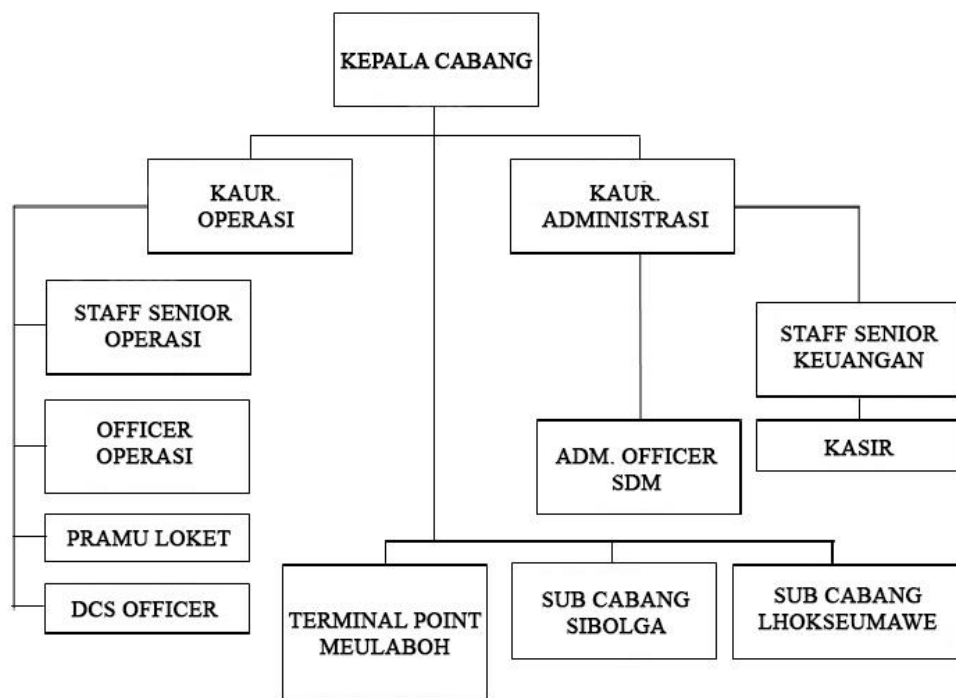 KEPALA CABANG
KAUR.
OPERASI
KAUR.
ADMINISTRASI
STAFF SENIOR
OPERASI
STAFF SENIOR
KEUANGAN
OFFICER
OPERASI
ADM. OFFICER
SDM
KASIR
PRAMU LOKET
DCS OFFICER
TERMINAL POINT
MEULABOH
SUB CABANG
SIBOLGA
SUB CABANG
LHOKSEUMAWE